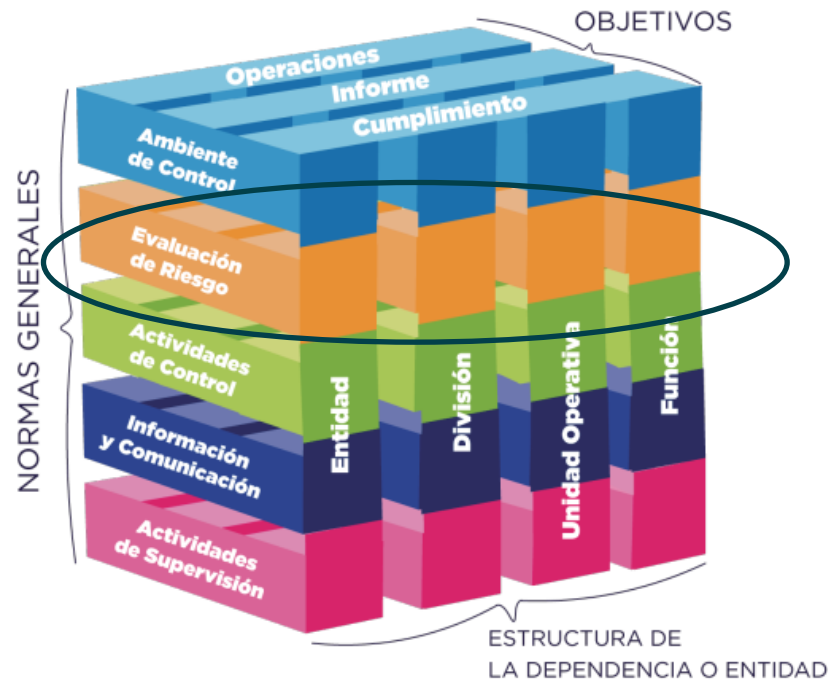 OBJETIVOS
Operaciones
Informe
Cumplimiento
NORMAS GENERALES
Ambiente
de Control
Evaluación
de Riesgo
Actividades
de Control
Información
y Comunicación
Actividades
de Supervisión
Entidad
División
Unidad Operativa
Función
ESTRUCTURA DE
LA DEPENDENCIA O ENTIDAD